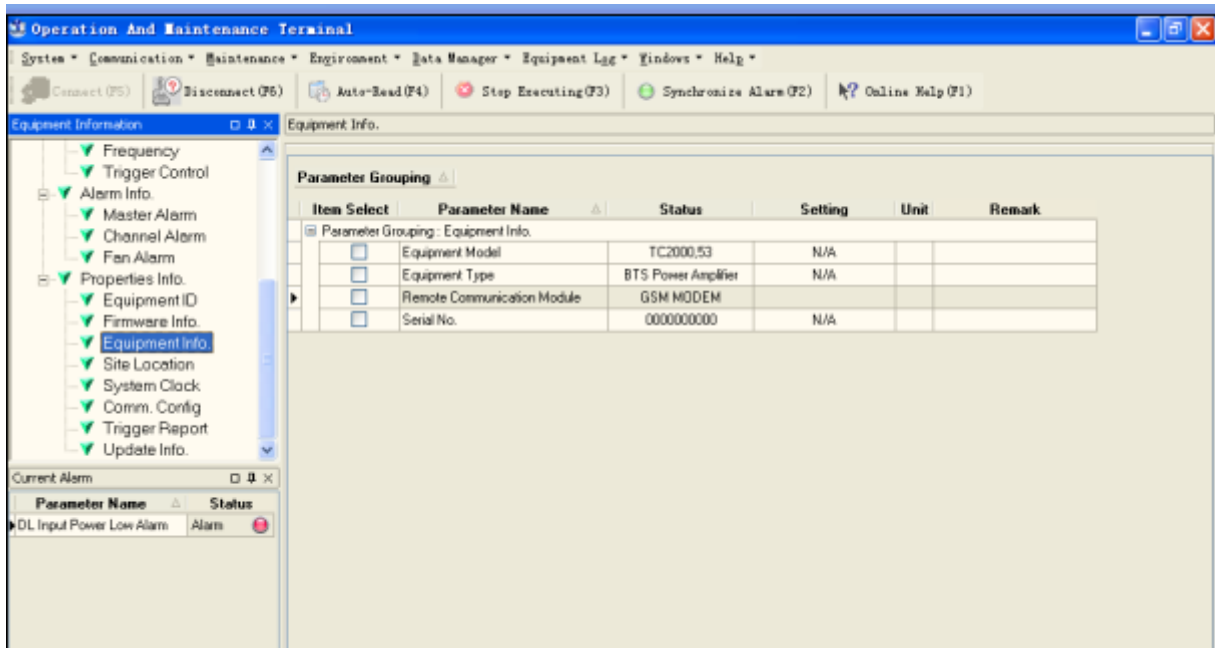 Operation And Maintenance Terminal
System Communication Maintenance Environment Data Manager Equipment Log Windows Help
Connect(F5) Disconnect(F6) Auto-Read(F4) Stop Executing(F3) Synchronize Alarm(F2) Online Help(F1)
Equipment Information
Frequency
Trigger Control
Alarm Info.
Master Alarm
Channel Alarm
Fan Alarm
Properties Info.
Equipment ID
Firmware Info.
Equipment Info.
Site Location
System Clock
Comm. Config
Trigger Report
Update Info.
Current Alarm
Parameter Name Status
DL Input Power Low Alarm Alarm
Equipment Info.
Parameter Grouping
Item Select Parameter Name Status Setting Unit Remark
Parameter Grouping : Equipment Info.
Equipment Model TC2000,53 N/A
Equipment Type BTS Power Amplifier N/A
Remote Communication Module GSM MODEM
Serial No. 0000000000 N/A